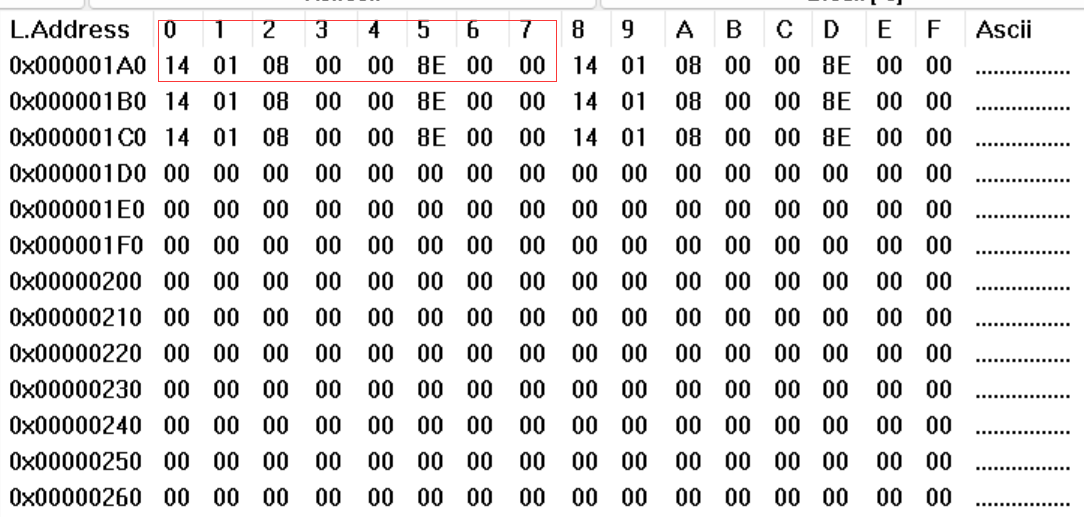 L.Address 0 1 2 3 4 5 6 7 8 9 A B C D E F Ascii
0x000001A0 14 01 08 00 00 8E 00 00 14 01 08 00 00 8E 00 00 ................
0x000001B0 14 01 08 00 00 8E 00 00 14 01 08 00 00 8E 00 00 ................
0x000001C0 14 01 08 00 00 8E 00 00 14 01 08 00 00 8E 00 00 ................
0x000001D0 00 00 00 00 00 00 00 00 00 00 00 00 00 00 00 00 ................
0x000001E0 00 00 00 00 00 00 00 00 00 00 00 00 00 00 00 00 ................
0x000001F0 00 00 00 00 00 00 00 00 00 00 00 00 00 00 00 00 ................
0x00000200 00 00 00 00 00 00 00 00 00 00 00 00 00 00 00 00 ................
0x00000210 00 00 00 00 00 00 00 00 00 00 00 00 00 00 00 00 ................
0x00000220 00 00 00 00 00 00 00 00 00 00 00 00 00 00 00 00 ................
0x00000230 00 00 00 00 00 00 00 00 00 00 00 00 00 00 00 00 ................
0x00000240 00 00 00 00 00 00 00 00 00 00 00 00 00 00 00 00 ................
0x00000250 00 00 00 00 00 00 00 00 00 00 00 00 00 00 00 00 ................
0x00000260 00 00 00 00 00 00 00 00 00 00 00 00 00 00 00 00 ................